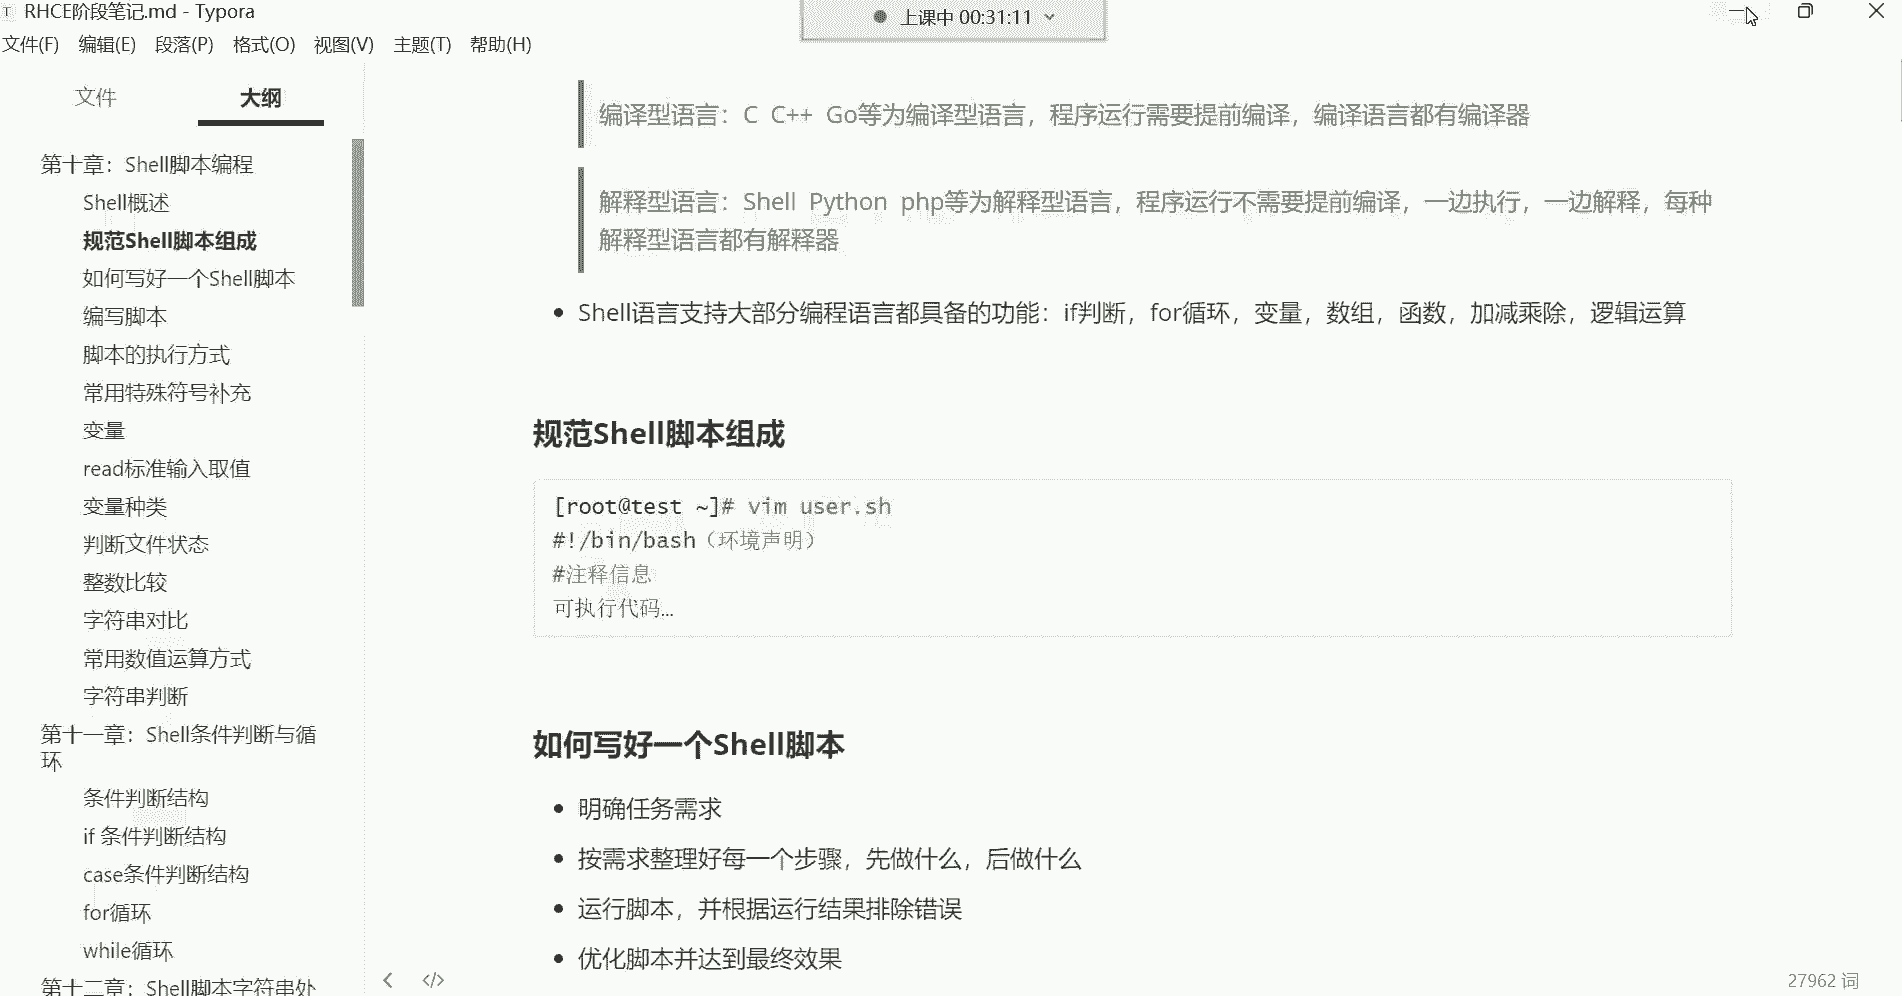 RHCE阶段笔记.md - Typora
上课中 00:31:11
文件(F) 编辑(E) 段落(P) 格式(O) 视图(V) 主题(T) 帮助(H)
文件 大纲
第十章：Shell脚本编程
Shell概述
规范Shell脚本组成
如何写好一个Shell脚本
编写脚本
脚本的执行方式
常用特殊符号补充
变量
read标准输入取值
变量种类
判断文件状态
整数比较
字符串对比
常用数值运算方式
字符串判断
第十一章：Shell条件判断与循
环
条件判断结构
if 条件判断结构
case条件判断结构
for循环
while循环
第十二章：Shell脚本字符串处
编译型语言：C C++ Go等为编译型语言，程序运行需要提前编译，编译语言都有编译器
解释型语言：Shell Python php等为解释型语言，程序运行不需要提前编译，一边执行，一边解释，每种
解释型语言都有解释器
Shell语言支持大部分编程语言都具备的功能：if判断，for循环，变量，数组，函数，加减乘除，逻辑运算
规范Shell脚本组成
[root@test ~]# vim user.sh
#!/bin/bash（环境声明）
#注释信息
可执行代码...
如何写好一个Shell脚本
明确任务需求
按需求整理好每一个步骤，先做什么，后做什么
运行脚本，并根据运行结果排除错误
优化脚本并达到最终效果
27962 词